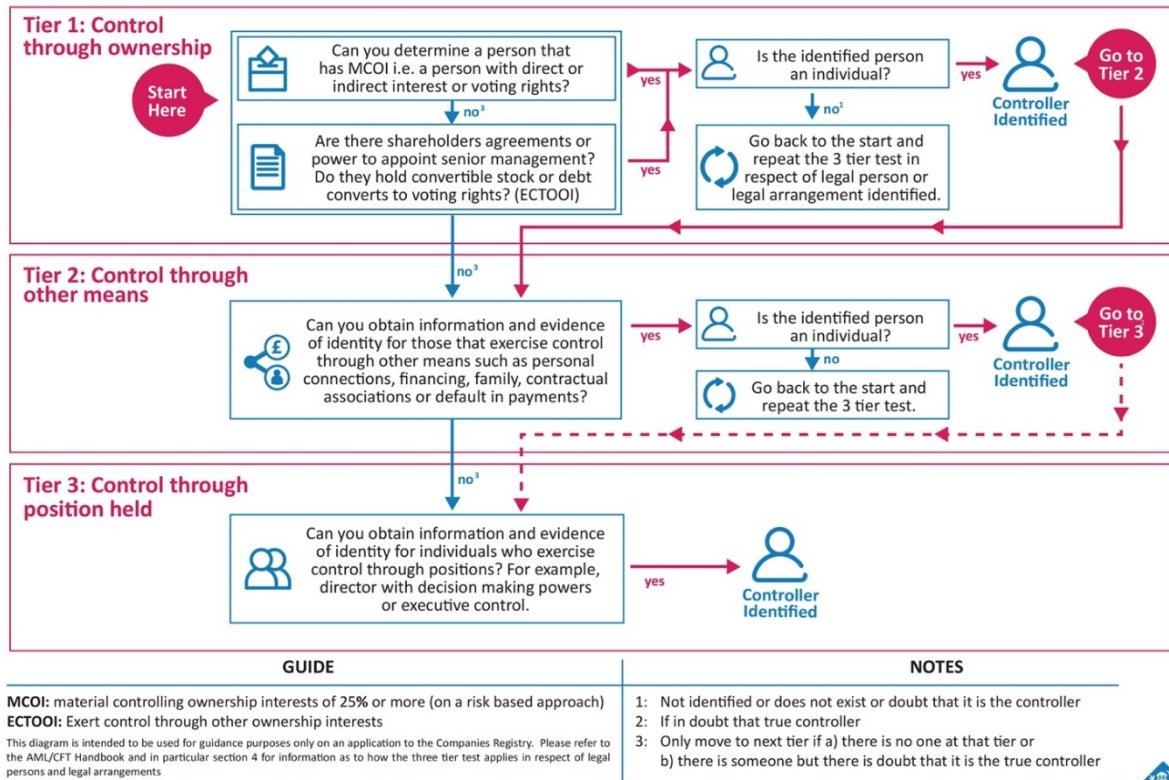 Tier 1: Control
through ownership
Start
Here
Can you determine a person that
has MCOI i.e. a person with direct or
indirect interest or voting rights?
yes
no³
Are there shareholders agreements or
power to appoint senior management?
Do they hold convertible stock or debt
converts to voting rights? (ECTOOI)
yes
Is the identified person
an individual?
yes
no¹
Go back to the start and
repeat the 3 tier test in
respect of legal person or
legal arrangement identified.
Controller
Identified
Go to
Tier 2
no³
Tier 2: Control through
other means
Can you obtain information and evidence
of identity for those that exercise control
through other means such as personal
connections, financing, family, contractual
associations or default in payments?
£
yes
Is the identified person
an individual?
yes
no
Go back to the start and
repeat the 3 tier test.
Controller
Identified
Go to
Tier 3
no³
Tier 3: Control through
position held
Can you obtain information and evidence
of identity for individuals who exercise
control through positions? For example,
director with decision making powers
or executive control.
yes
Controller
Identified
GUIDE
MCOI: material controlling ownership interests of 25% or more (on a risk based approach)
ECTOOI: Exert control through other ownership interests
This diagram is intended to be used for guidance purposes only on an application to the Companies Registry. Please refer to
the AML/CFT Handbook and in particular section 4 for information as to how the three tier test applies in respect of legal
persons and legal arrangements
NOTES
1: Not identified or does not exist or doubt that it is the controller
2: If in doubt that true controller
3: Only move to next tier if a) there is no one at that tier or
b) there is someone but there is doubt that it is the true controller